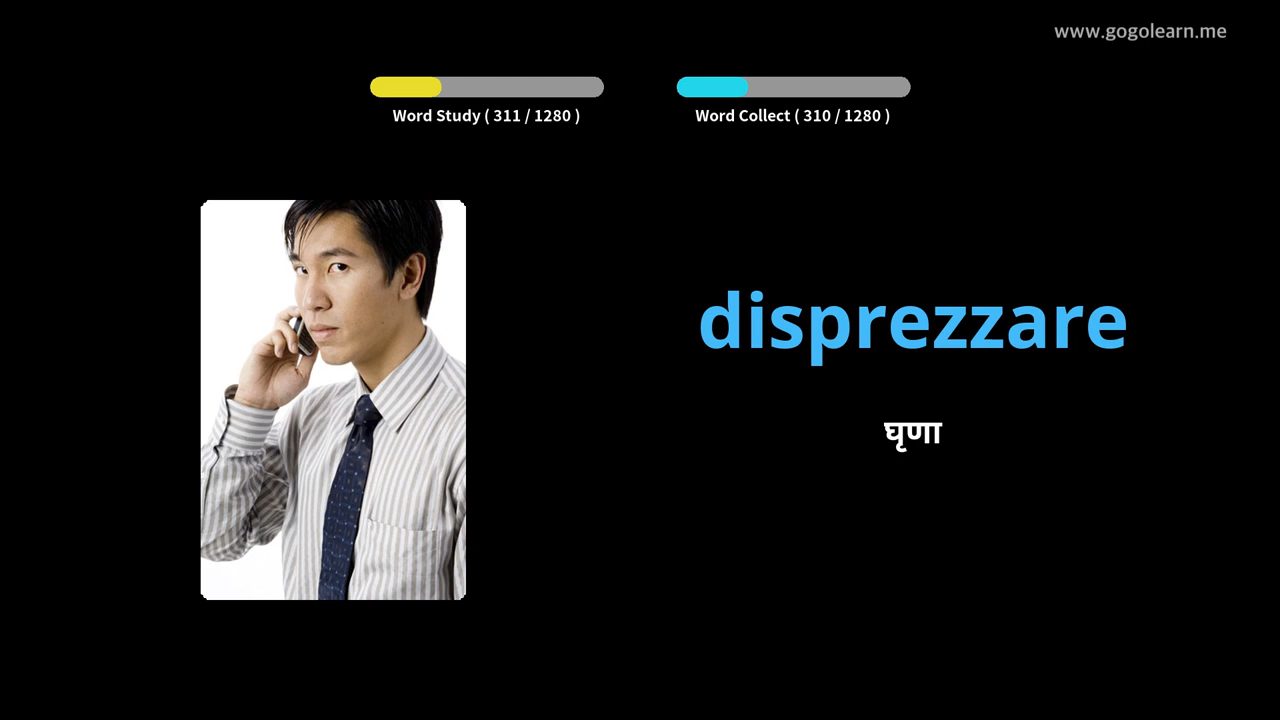 www.gogolearn.me
Word Study ( 311 / 1280 )
Word Collect ( 310 / 1280 )
disprezzare
घृणा